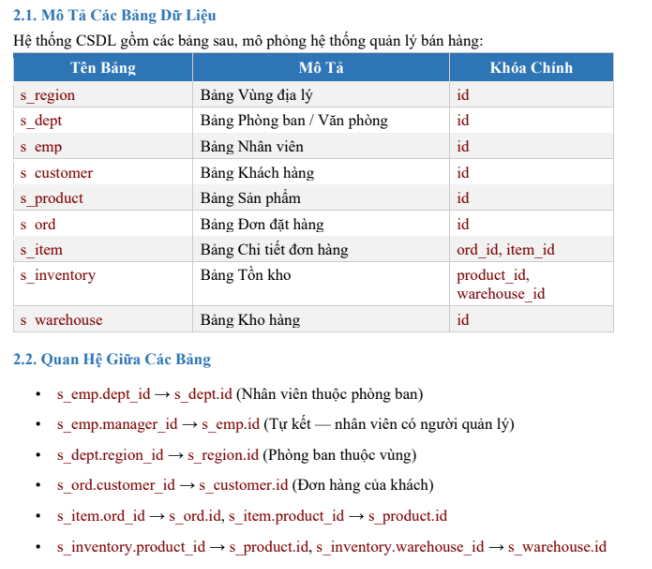 2.1. Mô Tả Các Bảng Dữ Liệu
Hệ thống CSDL gồm các bảng sau, mô phỏng hệ thống quản lý bán hàng:
Tên Bảng Mô Tả Khóa Chính
s_region Bảng Vùng địa lý id
s_dept Bảng Phòng ban / Văn phòng id
s_emp Bảng Nhân viên id
s_customer Bảng Khách hàng id
s_product Bảng Sản phẩm id
s_ord Bảng Đơn đặt hàng id
s_item Bảng Chi tiết đơn hàng ord_id, item_id
s_inventory Bảng Tồn kho product_id,
warehouse_id
s_warehouse Bảng Kho hàng id
2.2. Quan Hệ Giữa Các Bảng
• s_emp.dept_id → s_dept.id (Nhân viên thuộc phòng ban)
• s_emp.manager_id → s_emp.id (Tự kết — nhân viên có người quản lý)
• s_dept.region_id → s_region.id (Phòng ban thuộc vùng)
• s_ord.customer_id → s_customer.id (Đơn hàng của khách)
• s_item.ord_id → s_ord.id, s_item.product_id → s_product.id
• s_inventory.product_id → s_product.id, s_inventory.warehouse_id → s_warehouse.id